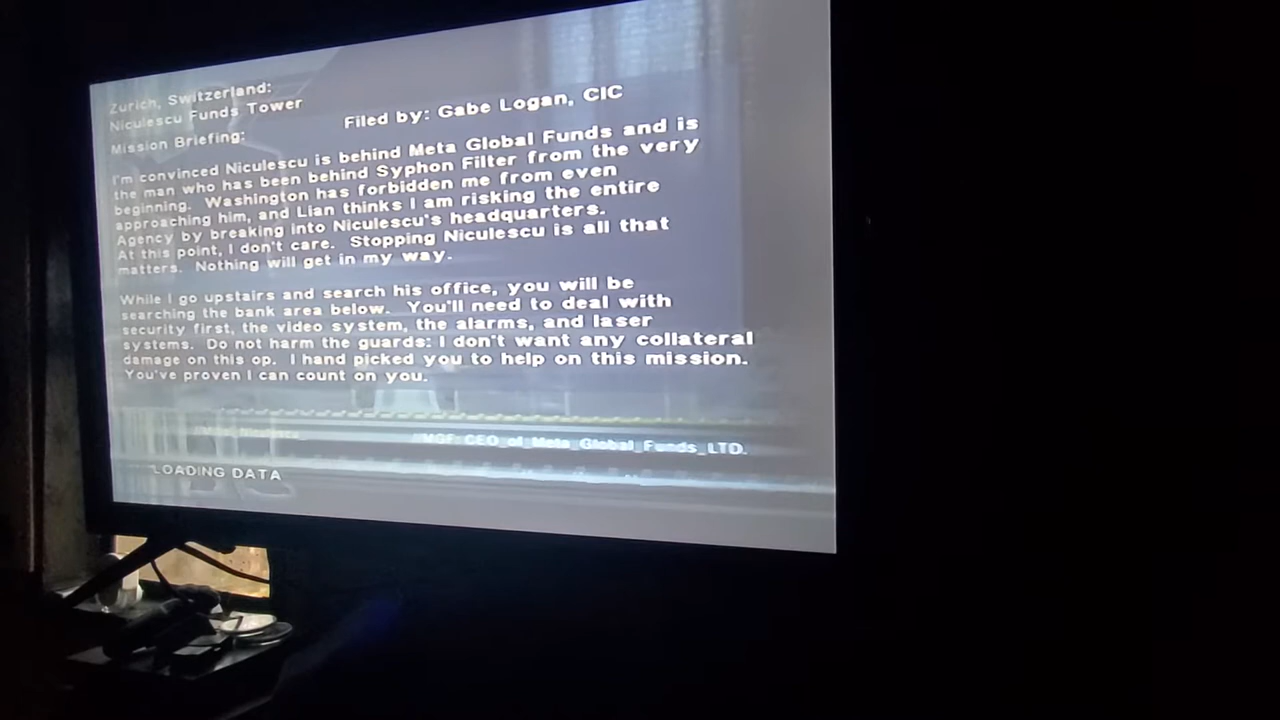 Zurich, Switzerland:
Niculescu Funds Tower
Filed by: Gabe Logan, CIC
Mission Briefing:
I'm convinced Niculescu is behind Meta Global Funds and is
the man who has been behind Syphon Filter from the very
beginning. Washington has forbidden me from even
approaching him, and Lian thinks I am risking the entire
Agency by breaking into Niculescu's headquarters.
At this point, I don't care. Stopping Niculescu is all that
matters. Nothing will get in my way.
While I go upstairs and search his office, you will be
searching the bank area below. You'll need to deal with
security first, the video system, the alarms, and laser
systems. Do not harm the guards: I don't want any collateral
damage on this op. I hand picked you to help on this mission.
You've proven I can count on you.
//MGF: CEO_of_Meta_Global_Funds_LTD.
LOADING DATA